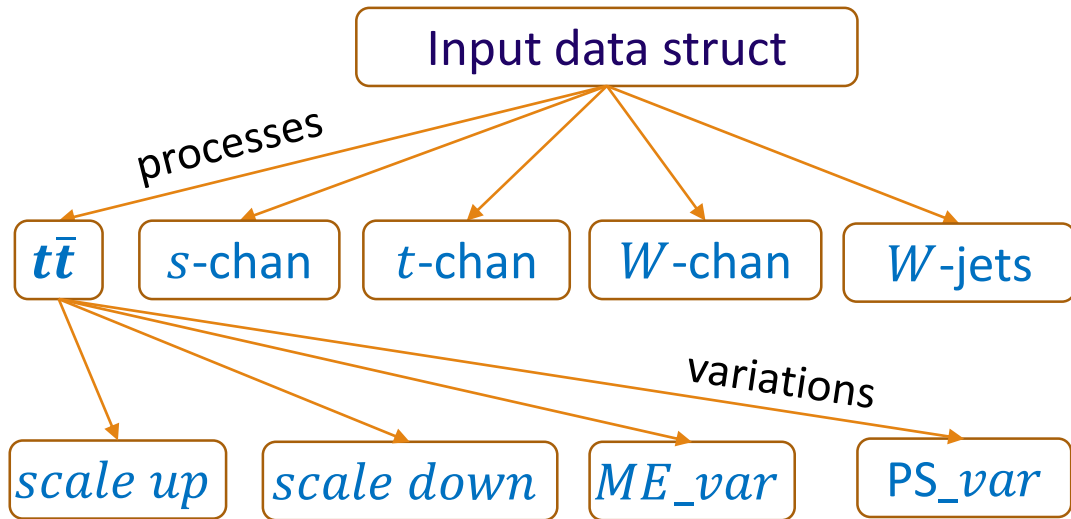 Input data struct
processes
tt̄
s-chan
t-chan
W-chan
W-jets
variations
scale up
scale down
ME_var
PS_var